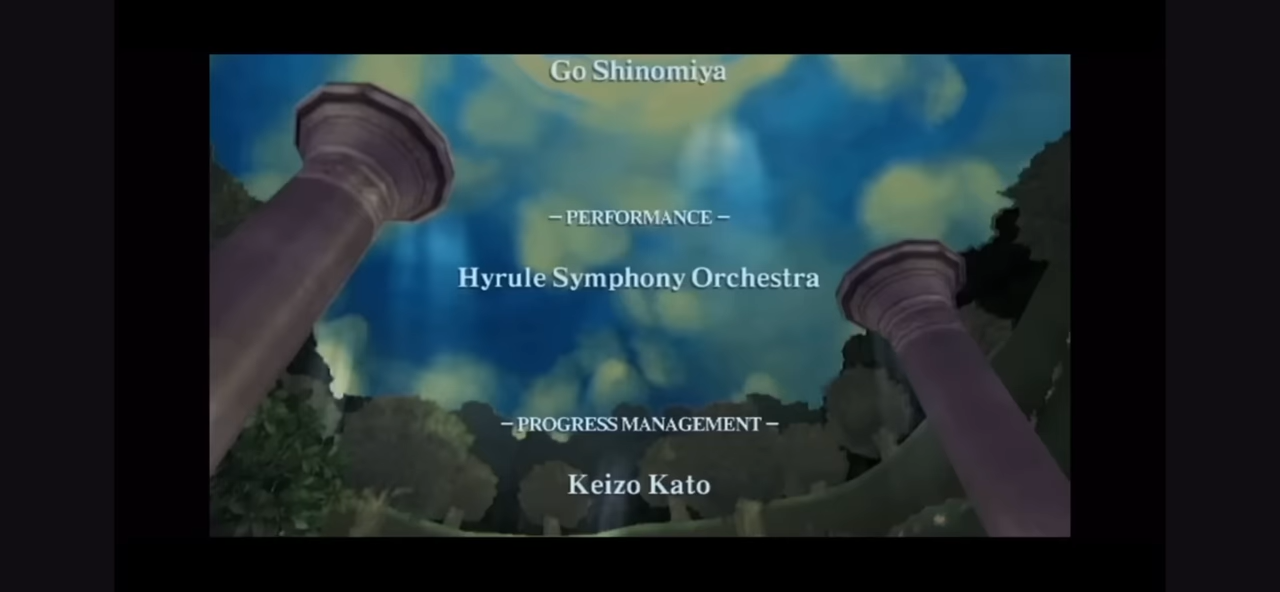 Go Shinomiya
– PERFORMANCE –
Hyrule Symphony Orchestra
– PROGRESS MANAGEMENT –
Keizo Kato